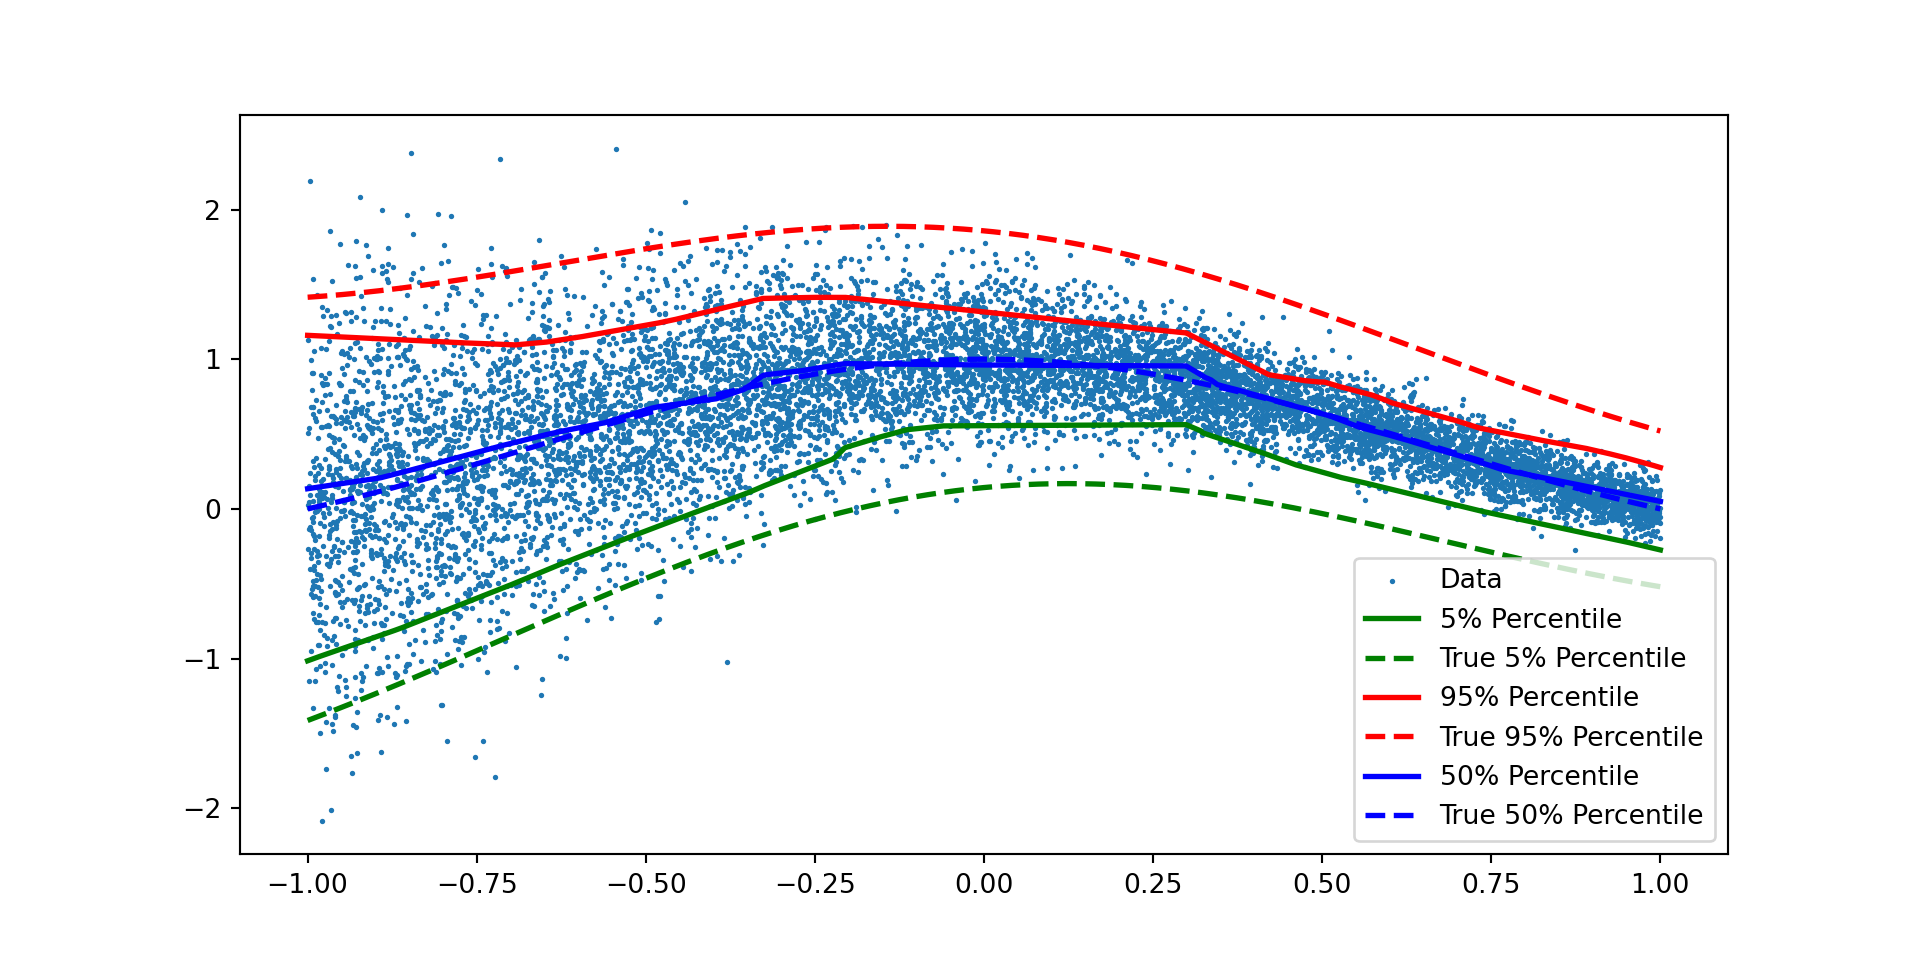 2
1
0
−1
−2
−1.00 −0.75 −0.50 −0.25 0.00 0.25 0.50 0.75 1.00
Data
5% Percentile
True 5% Percentile
95% Percentile
True 95% Percentile
50% Percentile
True 50% Percentile